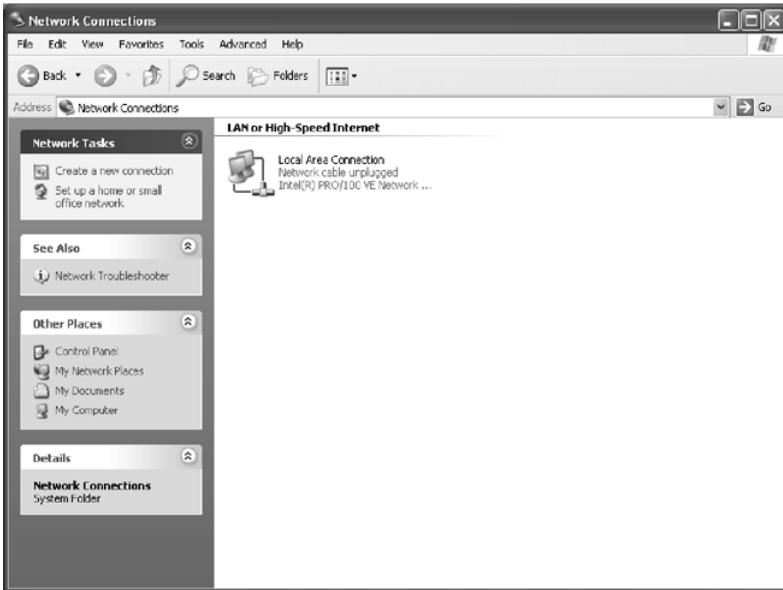 Network Connections
File Edit View Favorites Tools Advanced Help
Back Search Folders
Address Network Connections Go
Network Tasks
Create a new connection
Set up a home or small
office network
See Also
Network Troubleshooter
Other Places
Control Panel
My Network Places
My Documents
My Computer
Details
Network Connections
System Folder
LAN or High-Speed Internet
Local Area Connection
Network cable unplugged
Intel(R) PRO/100 VE Network ...